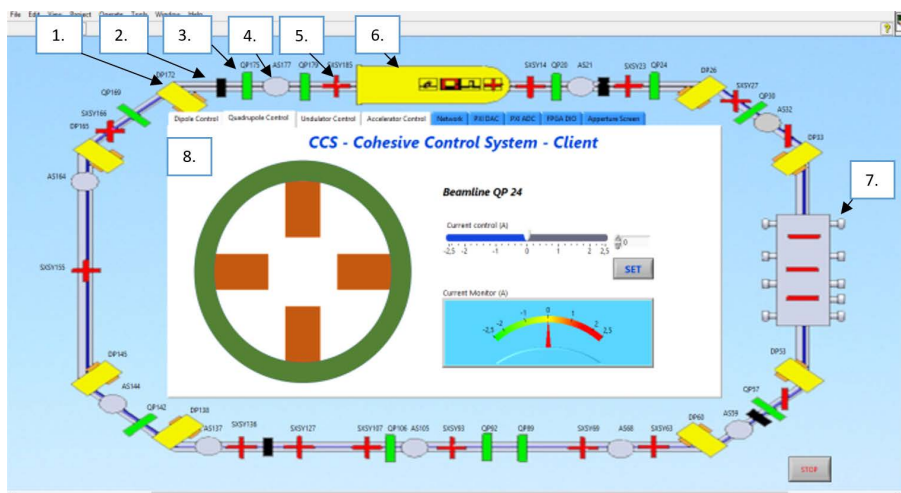 File Edit View Project Operate Tools Window Help
1.
2.
3.
4.
5.
6.
QP175
AS177
QP179
SXSY185
SXSY14
QP20
AS21
SXSY23
QP24
DP172
DP26
QP169
SXSY27
QP30
SXSY166
AS32
DP165
DP33
Dipole Control
Quadrupole Control
Undulator Control
Accelerator Control
Network
PXI DAC
PXI ADC
FPGA DIO
Apperture Screen
CCS - Cohesive Control System - Client
8.
7.
AS164
Beamline QP 24
Current control (A)
-2,5 -2 -1 0 1 2 2,5
0
SET
SXSY155
Current Monitor (A)
-2,5 -2 -1 0 1 2 2,5
DP145
DP53
AS144
QP57
QP142
DP138
DP60
AS59
AS137
SXSY136
SXSY127
SXSY107
QP106
AS105
SXSY93
QP92
QP89
SXSY69
AS68
SXSY63
STOP